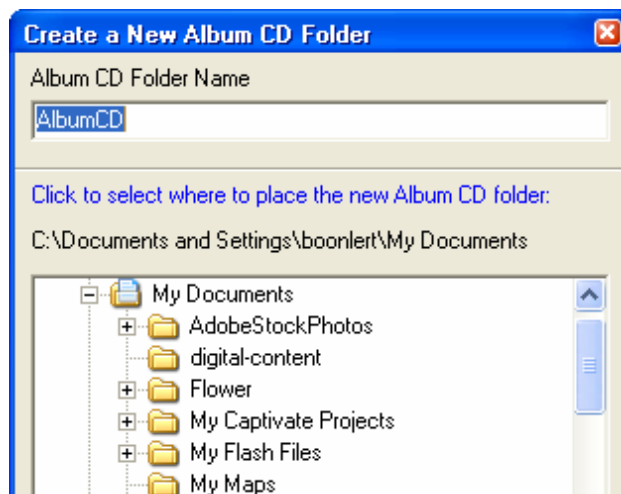 Create a New Album CD Folder
Album CD Folder Name
AlbumCD
Click to select where to place the new Album CD folder:
C:\Documents and Settings\boonlert\My Documents
My Documents
AdobeStockPhotos
digital-content
Flower
My Captivate Projects
My Flash Files
My Maps